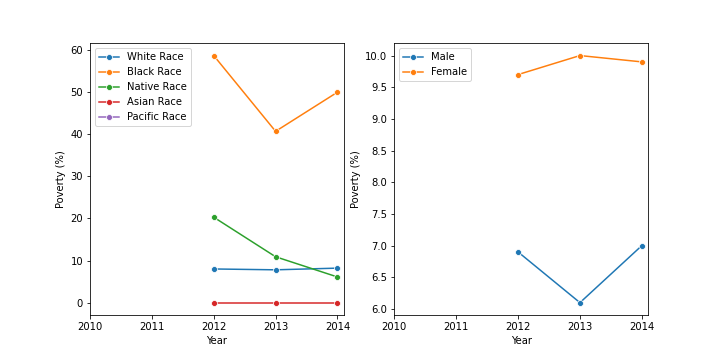 White Race
Black Race
Native Race
Asian Race
Pacific Race
60
50
40
30
20
10
0
Poverty (%)
2010 2011 2012 2013 2014
Year
Male
Female
10.0
9.5
9.0
8.5
8.0
7.5
7.0
6.5
6.0
Poverty (%)
2010 2011 2012 2013 2014
Year